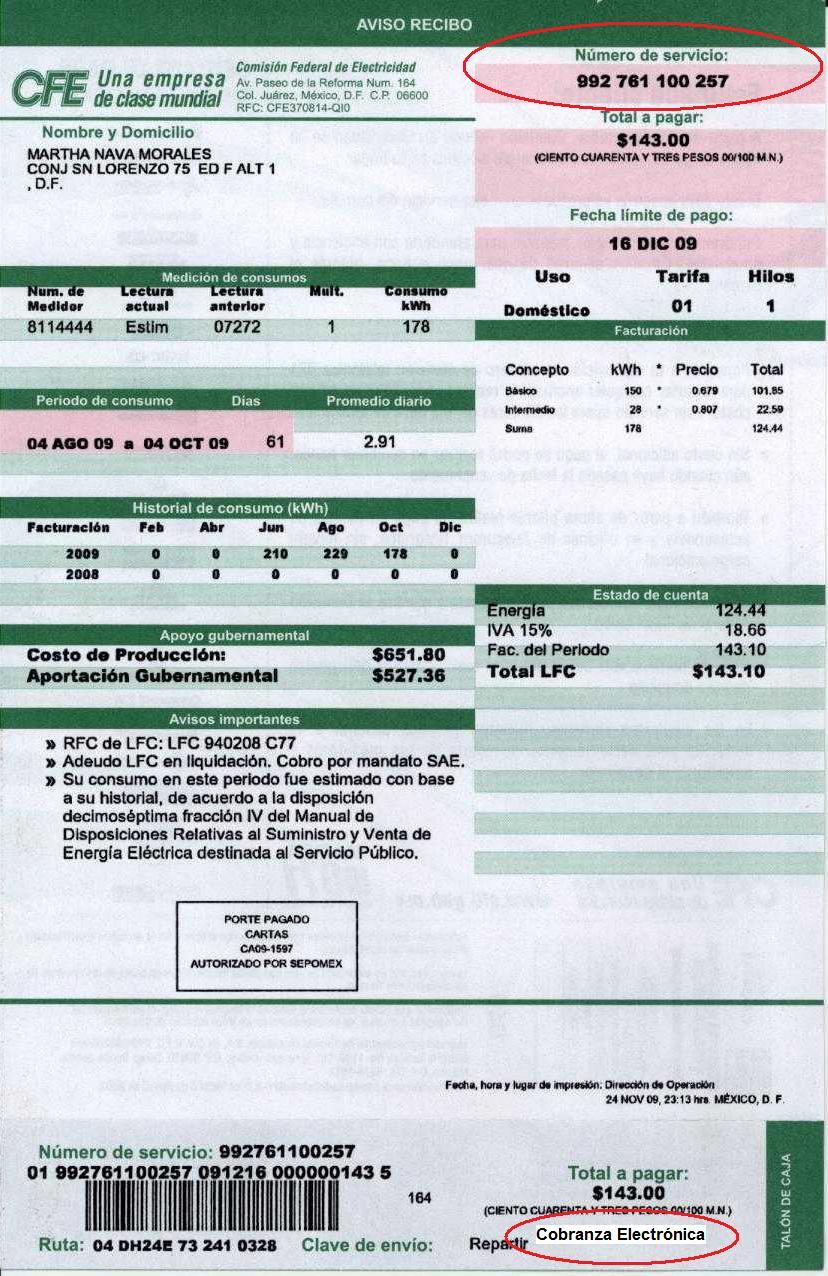 AVISO RECIBO
CFE Una empresa de clase mundial
Comisión Federal de Electricidad
Av. Paseo de la Reforma Num. 164
Col. Juárez, México, D.F. C.P. 06600
RFC: CFE370814-QI0
Número de servicio:
992 761 100 257
Total a pagar:
$143.00
(CIENTO CUARENTA Y TRES PESOS 00/100 M.N.)
Nombre y Domicilio
MARTHA NAVA MORALES
CONJ SN LORENZO 75 ED F ALT 1
, D.F.
Fecha límite de pago:
16 DIC 09
Uso Tarifa Hilos
Doméstico 01 1
Medición de consumos
Num. de Medidor Lectura actual Lectura anterior Mult. Consumo kWh
8114444 Estim 07272 1 178
Facturación
Concepto kWh * Precio Total
Básico 150 * 0.679 101.85
Intermedio 28 * 0.807 22.59
Suma 178 124.44
Periodo de consumo Días Promedio diario
04 AGO 09 a 04 OCT 09 61 2.91
Historial de consumo (kWh)
Facturación Feb Abr Jun Ago Oct Dic
2009 0 0 210 229 178 0
2008 0 0 0 0 0 0
Estado de cuenta
Energía 124.44
IVA 15% 18.66
Fac. del Periodo 143.10
Total LFC $143.10
Apoyo gubernamental
Costo de Producción: $651.80
Aportación Gubernamental $527.36
Avisos importantes
» RFC de LFC: LFC 940208 C77
» Adeudo LFC en liquidación. Cobro por mandato SAE.
» Su consumo en este periodo fue estimado con base
a su historial, de acuerdo a la disposición
decimoséptima fracción IV del Manual de
Disposiciones Relativas al Suministro y Venta de
Energía Eléctrica destinada al Servicio Público.
PORTE PAGADO
CARTAS
CA09-1597
AUTORIZADO POR SEPOMEX
Fecha, hora y lugar de impresión: Dirección de Operación
24 NOV 09, 23:13 hrs. MÉXICO, D. F.
Número de servicio: 992761100257
01 992761100257 091216 000000143 5
164
Ruta: 04 DH24E 73 241 0328 Clave de envío: Repartir
Total a pagar:
$143.00
(CIENTO CUARENTA Y TRES PESOS 00/100 M.N.)
Cobranza Electrónica
TALÓN DE CAJA